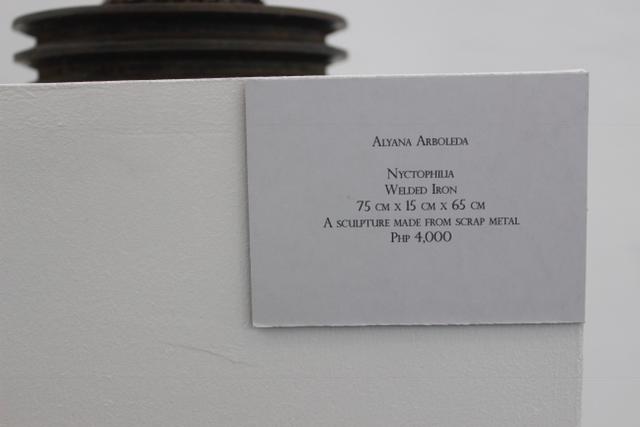 Alyana Arboleda
Nyctophilia
Welded Iron
75 cm x 15 cm x 65 cm
A sculpture made from scrap metal
Php 4,000